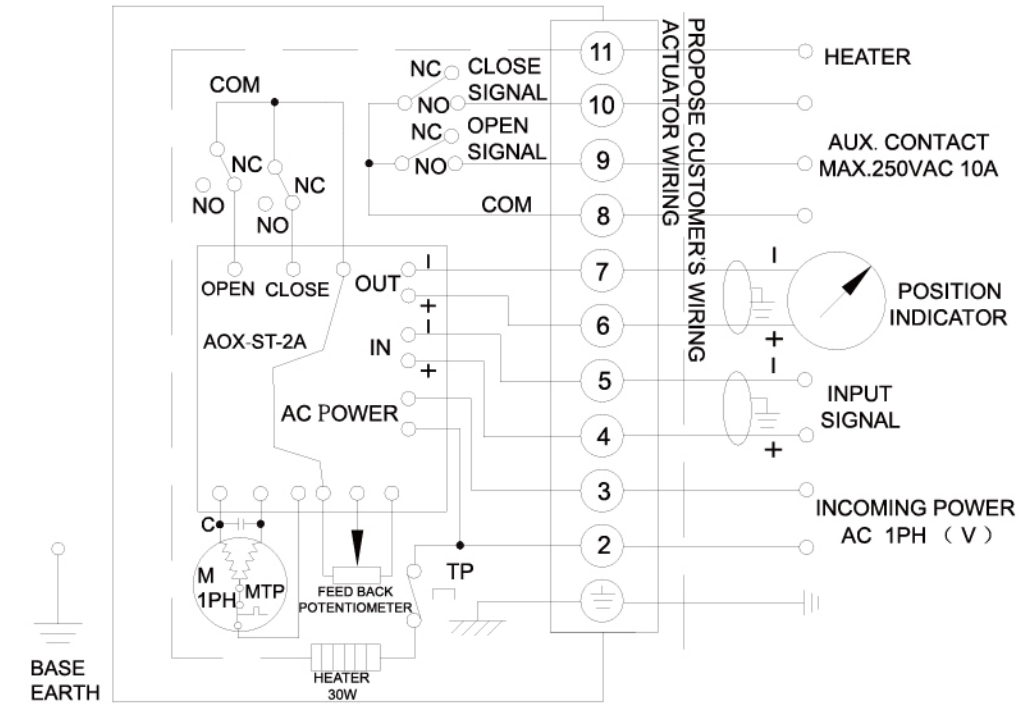 COM
NC
NO
NC
NO
NC
CLOSE
SIGNAL
NO
NC
OPEN
SIGNAL
NO
COM
OPEN
CLOSE
OUT
-
+
AOX-ST-2A
IN
-
+
AC POWER
C
M
1PH
MTP
FEED BACK
POTENTIOMETER
TP
HEATER
30W
BASE
EARTH
11
10
9
8
7
6
5
4
3
2
ACTUATOR WIRING
PROPOSE CUSTOMER'S WIRING
HEATER
AUX. CONTACT
MAX.250VAC 10A
-
+
POSITION
INDICATOR
-
+
INPUT
SIGNAL
INCOMING POWER
AC 1PH ( V )